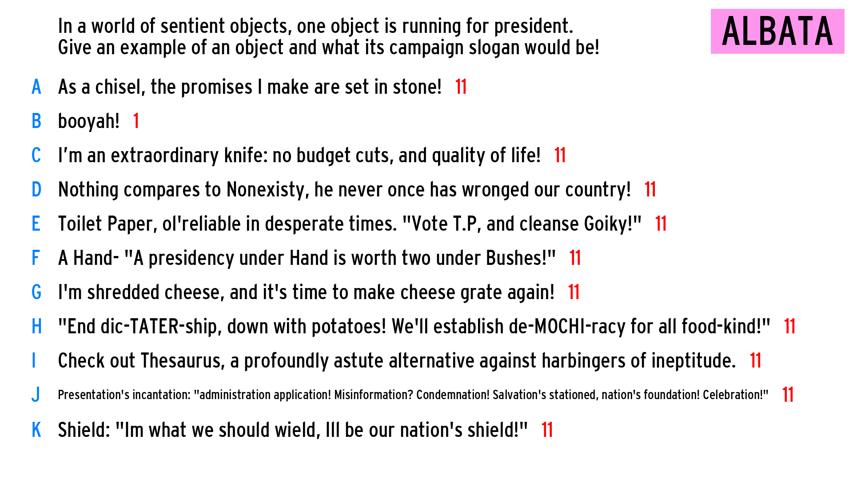 In a world of sentient objects, one object is running for president.
Give an example of an object and what its campaign slogan would be!
ALBATA
A As a chisel, the promises I make are set in stone! 11
B booyah! 1
C I'm an extraordinary knife: no budget cuts, and quality of life! 11
D Nothing compares to Nonexisty, he never once has wronged our country! 11
E Toilet Paper, ol'reliable in desperate times. "Vote T.P, and cleanse Goiky!" 11
F A Hand- "A presidency under Hand is worth two under Bushes!" 11
G I'm shredded cheese, and it's time to make cheese grate again! 11
H "End dic-TATER-ship, down with potatoes! We'll establish de-MOCHI-racy for all food-kind!" 11
I Check out Thesaurus, a profoundly astute alternative against harbingers of ineptitude. 11
J Presentation's incantation: "administration application! Misinformation? Condemnation! Salvation's stationed, nation's foundation! Celebration!" 11
K Shield: "Im what we should wield, Ill be our nation's shield!" 11